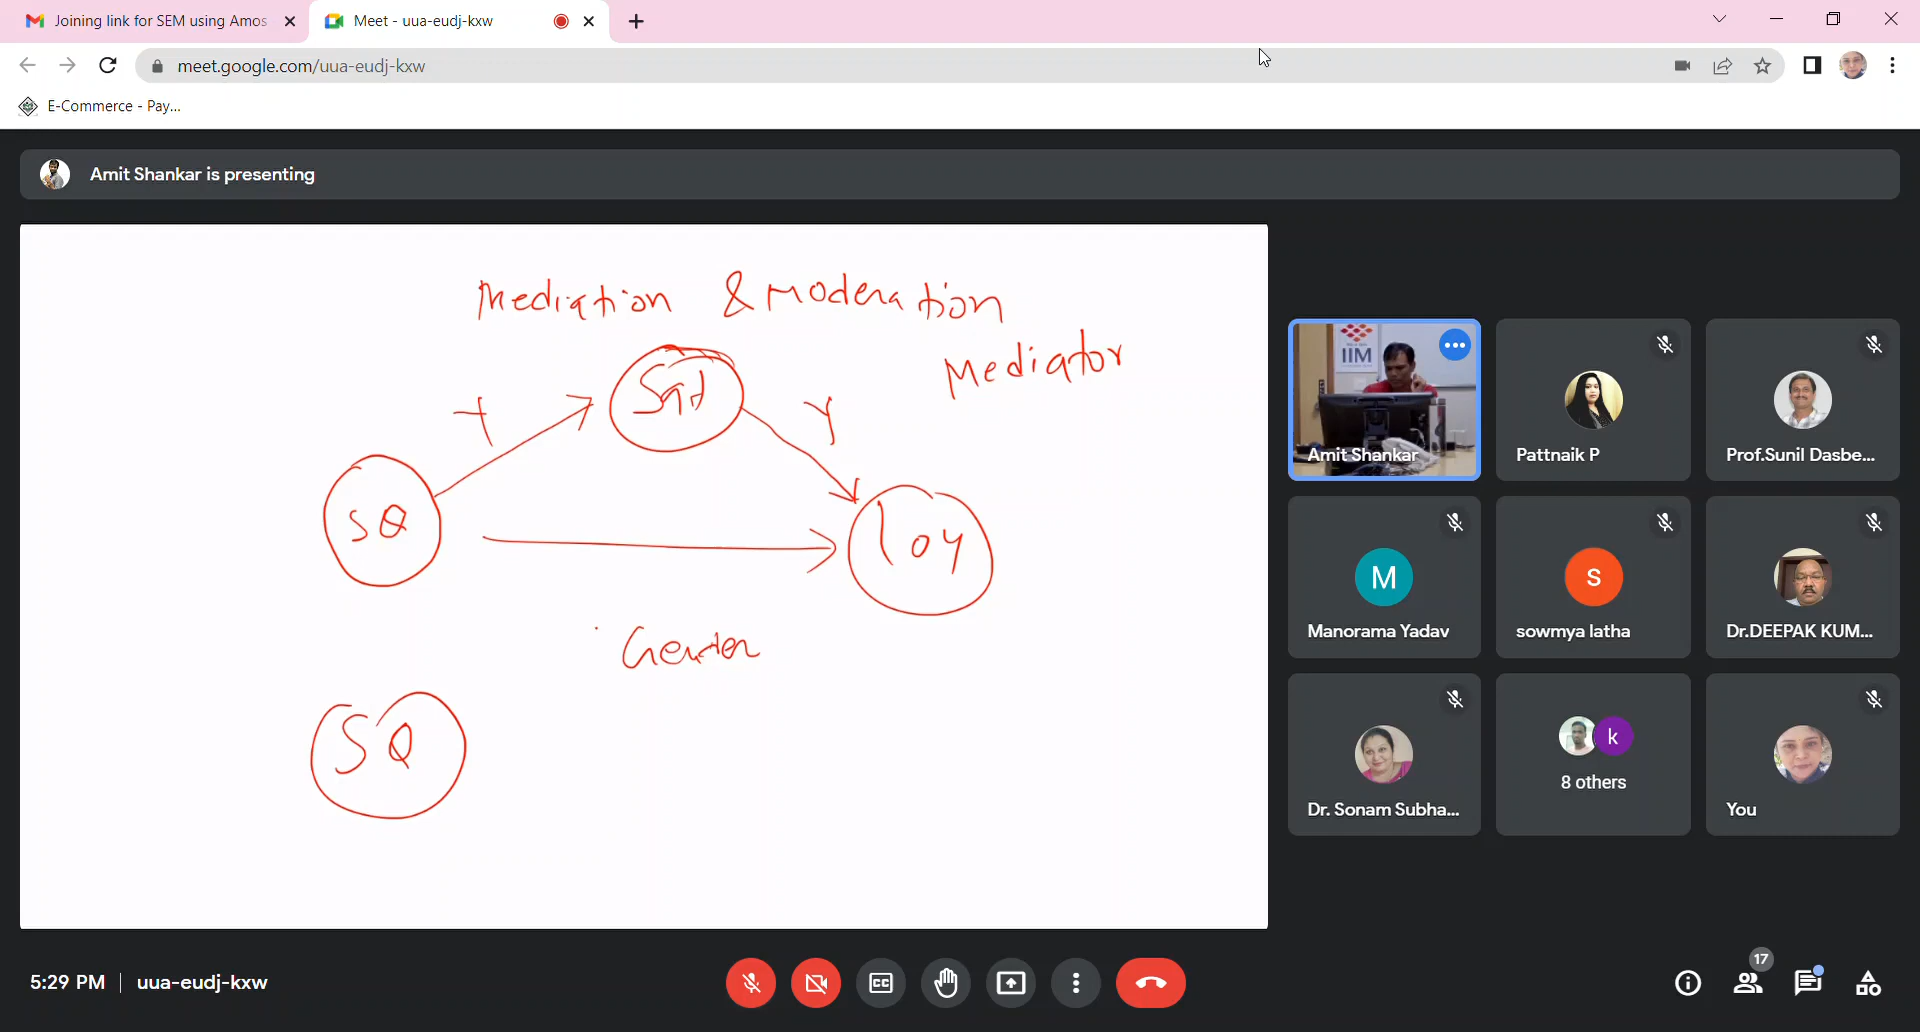 Joining link for SEM using Amos
Meet - uua-eudj-kxw
meet.google.com/uua-eudj-kxw
E-Commerce - Pay...
Amit Shankar is presenting
Mediation & Moderation
Mediator
Sat
+
SQ
loy
Gender
SQ
IIM
Amit Shankar
Pattnaik P
Prof.Sunil Dasbe...
M
Manorama Yadav
s
sowmya latha
Dr.DEEPAK KUM...
Dr. Sonam Subha...
k
8 others
You
5:29 PM | uua-eudj-kxw
CC
17